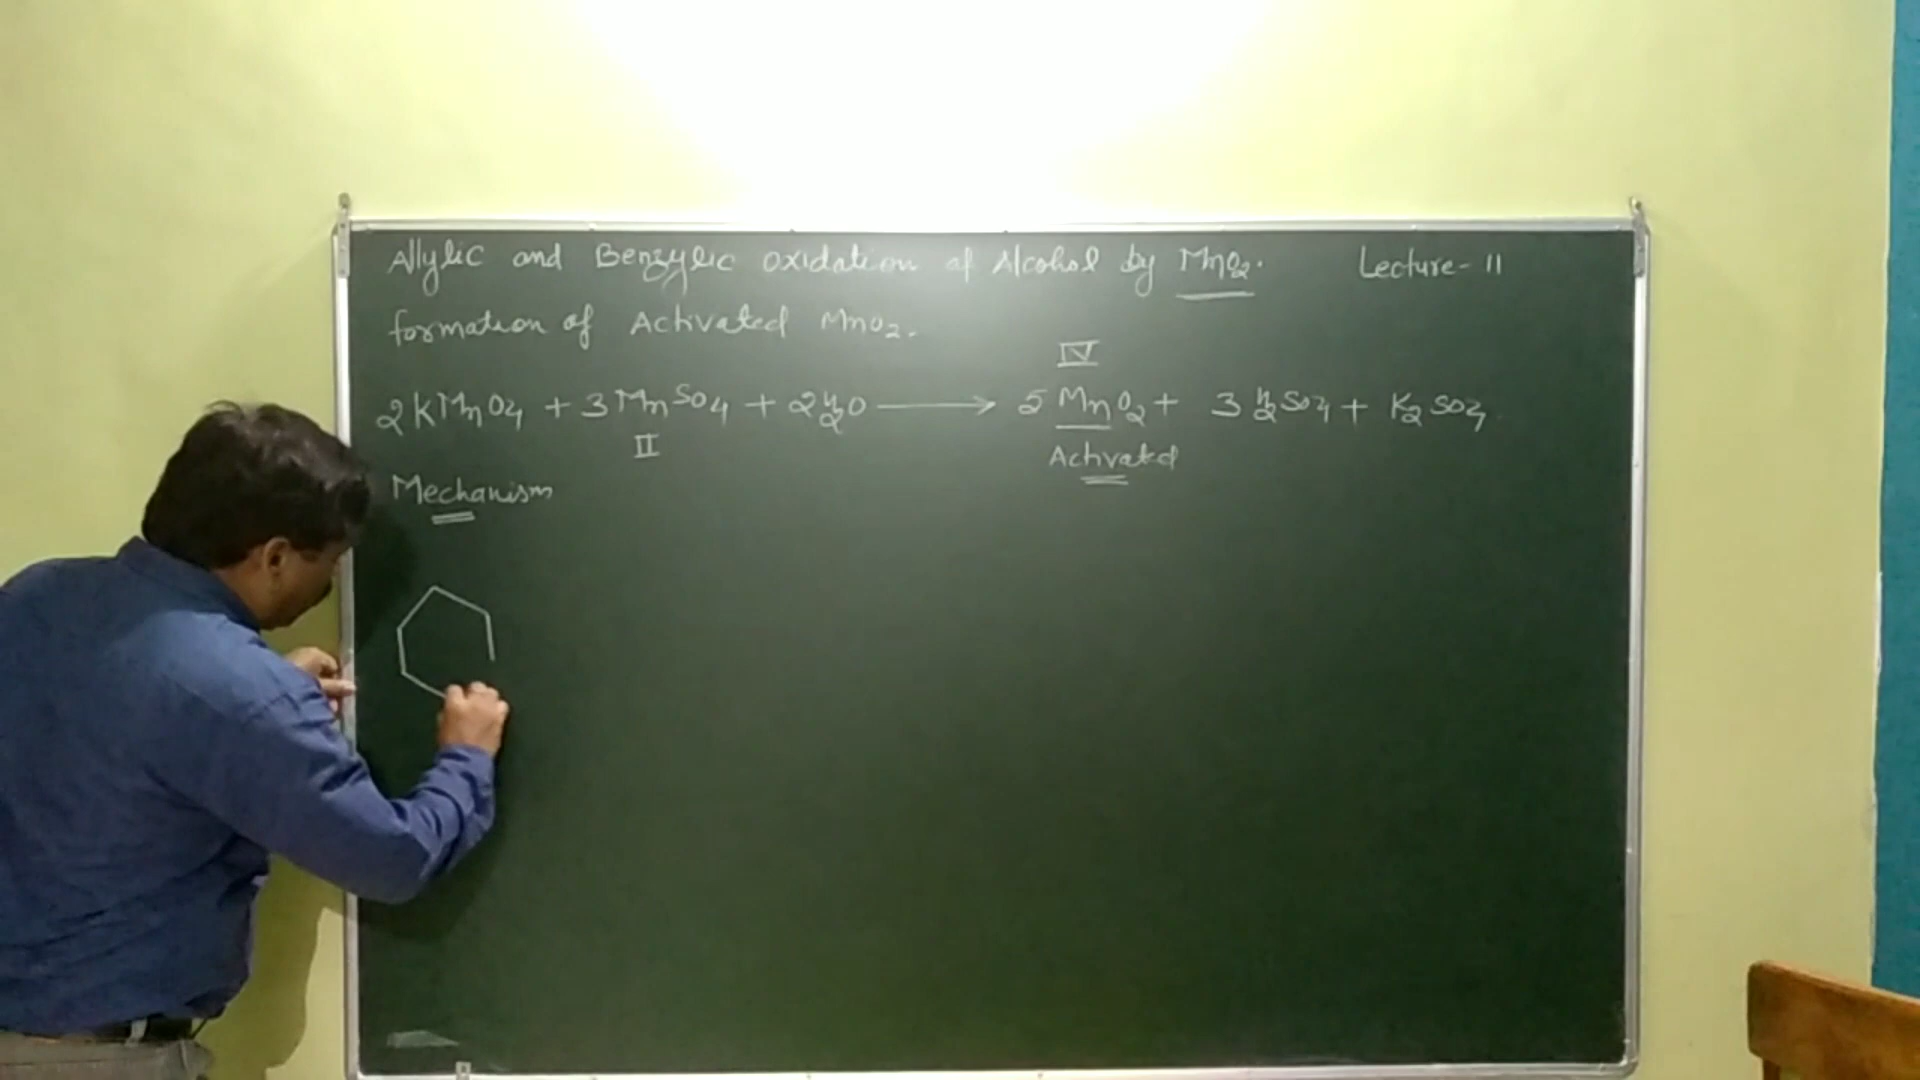 Allylic and Benzylic oxidation of Alcohol by MnO2. Lecture-11
formation of Activated MnO2.
IV
2KMnO4 + 3MnSO4 + 2H2O ⟶ 5MnO2 + 3H2SO4 + K2SO4
II Activated
Mechanism